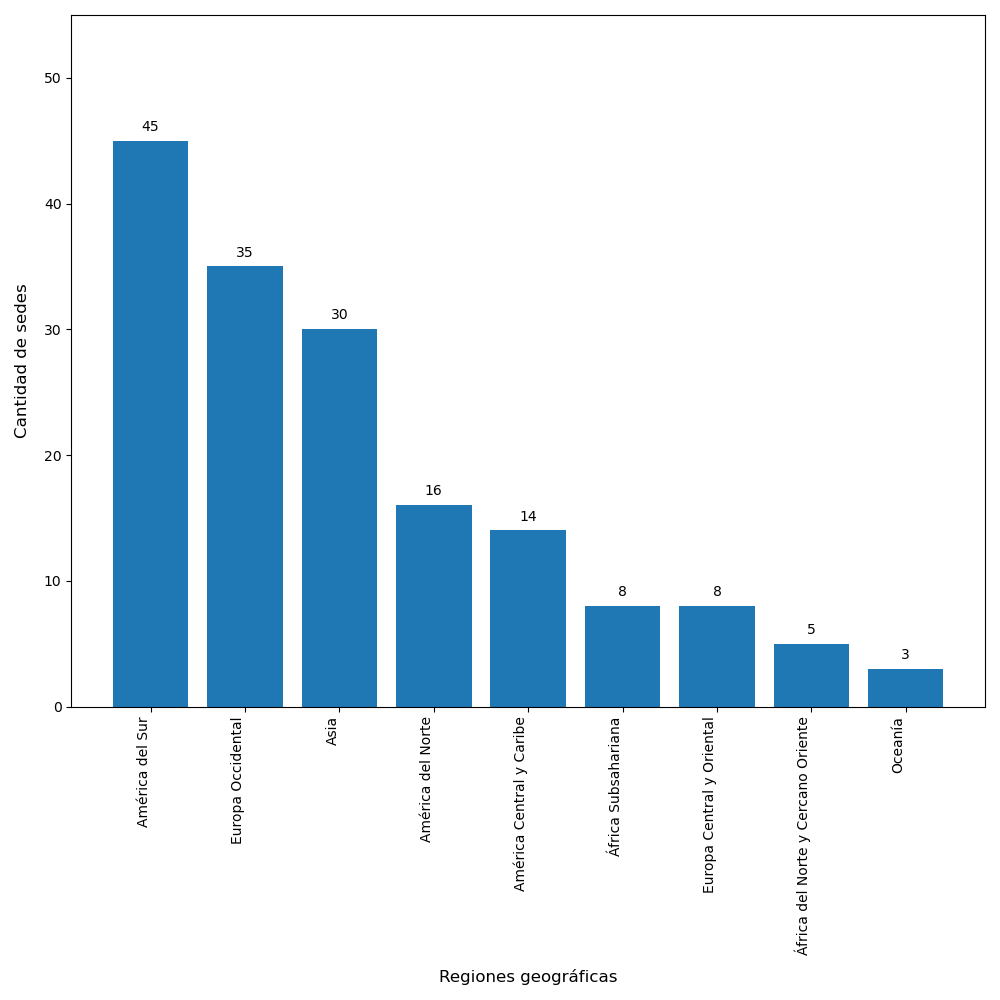 50
40
30
20
10
0
Cantidad de sedes
45
35
30
16
14
8
8
5
3
América del Sur
Europa Occidental
Asia
América del Norte
América Central y Caribe
África Subsahariana
Europa Central y Oriental
África del Norte y Cercano Oriente
Oceanía
Regiones geográficas